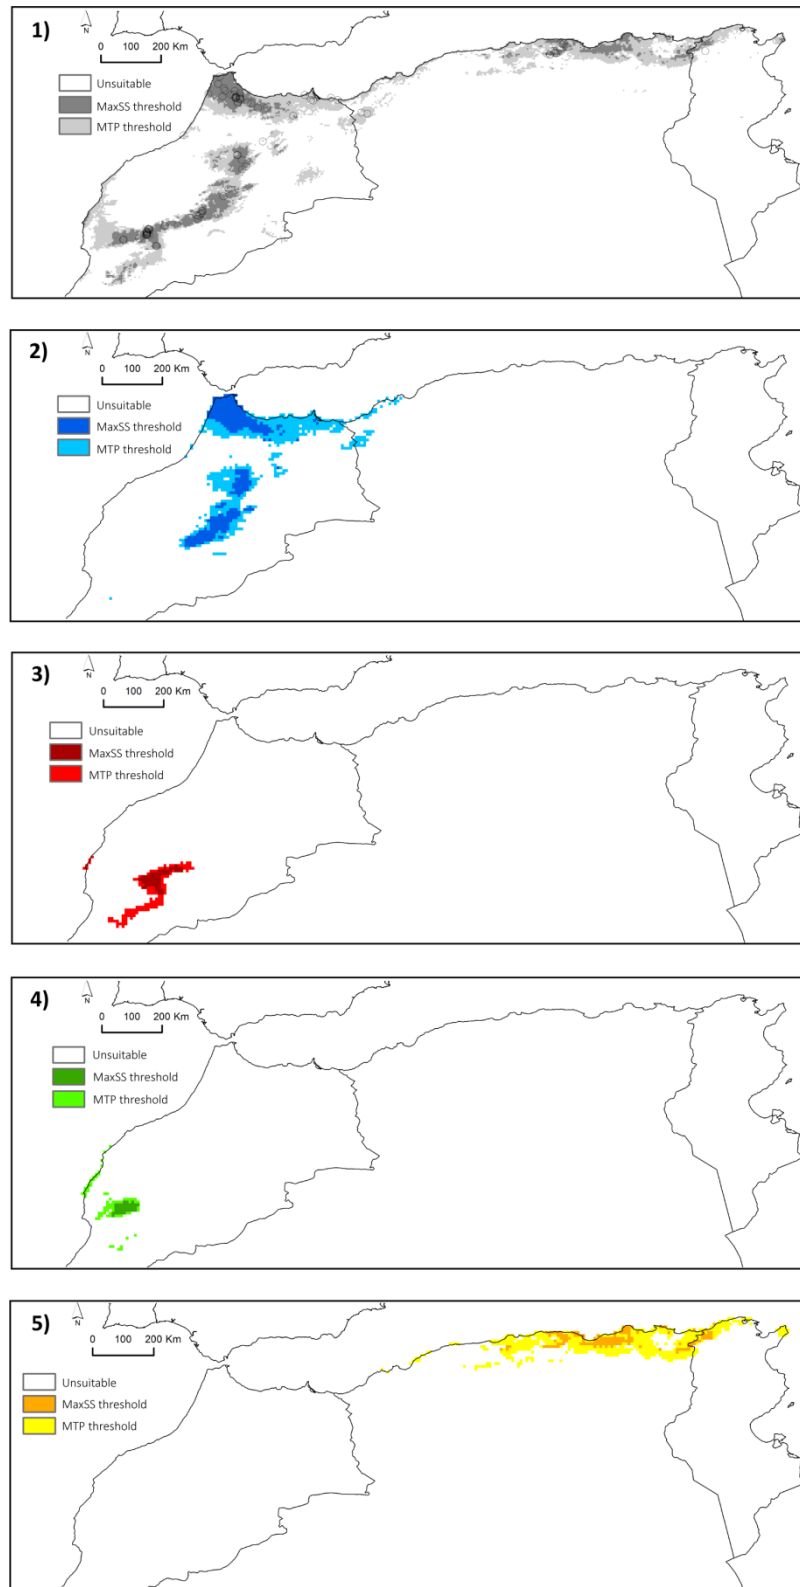 1)
N
0 100 200 Km
Unsuitable
MaxSS threshold
MTP threshold
2)
N
0 100 200 Km
Unsuitable
MaxSS threshold
MTP threshold
3)
N
0 100 200 Km
Unsuitable
MaxSS threshold
MTP threshold
4)
N
0 100 200 Km
Unsuitable
MaxSS threshold
MTP threshold
5)
N
0 100 200 Km
Unsuitable
MaxSS threshold
MTP threshold